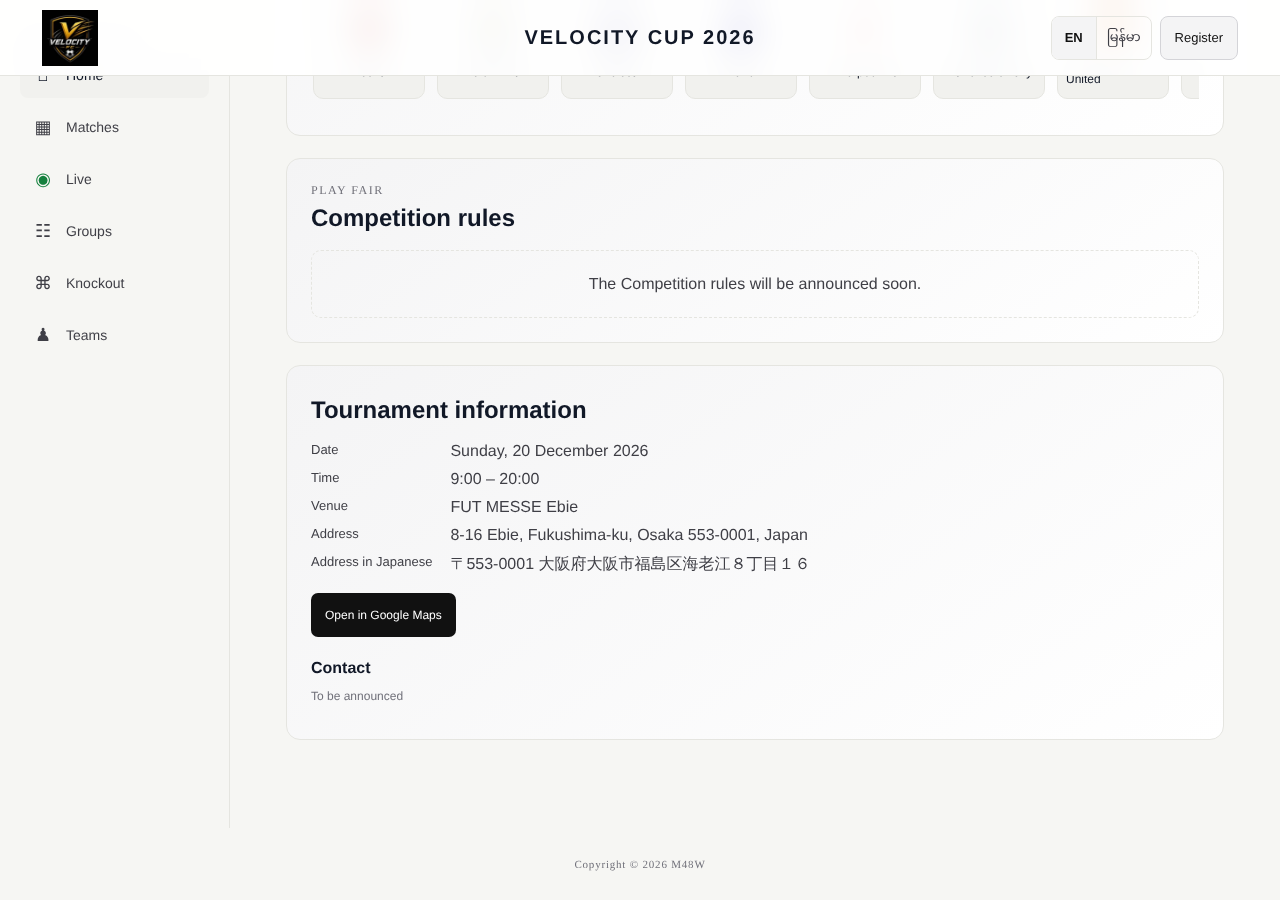 VELOCITY
VELOCITY CUP 2026
EN
မြန်မာ
Register
Home
Matches
Live
Groups
Knockout
Teams
United
PLAY FAIR
Competition rules
The Competition rules will be announced soon.
Tournament information
Date
Sunday, 20 December 2026
Time
9:00 – 20:00
Venue
FUT MESSE Ebie
Address
8-16 Ebie, Fukushima-ku, Osaka 553-0001, Japan
Address in Japanese
〒553-0001 大阪府大阪市福島区海老江８丁目１６
Open in Google Maps
Contact
To be announced
Copyright © 2026 M48W